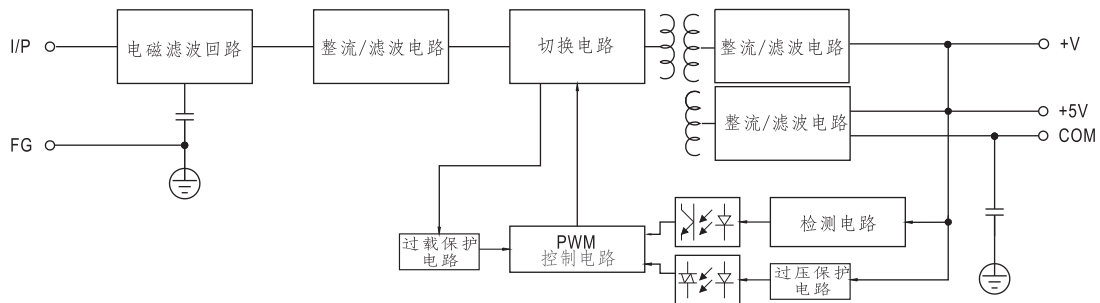 I/P
电磁滤波回路
整流/滤波电路
切换电路
整流/滤波电路
+V
整流/滤波电路
+5V
COM
FG
检测电路
过载保护
电路
PWM
控制电路
过压保护
电路